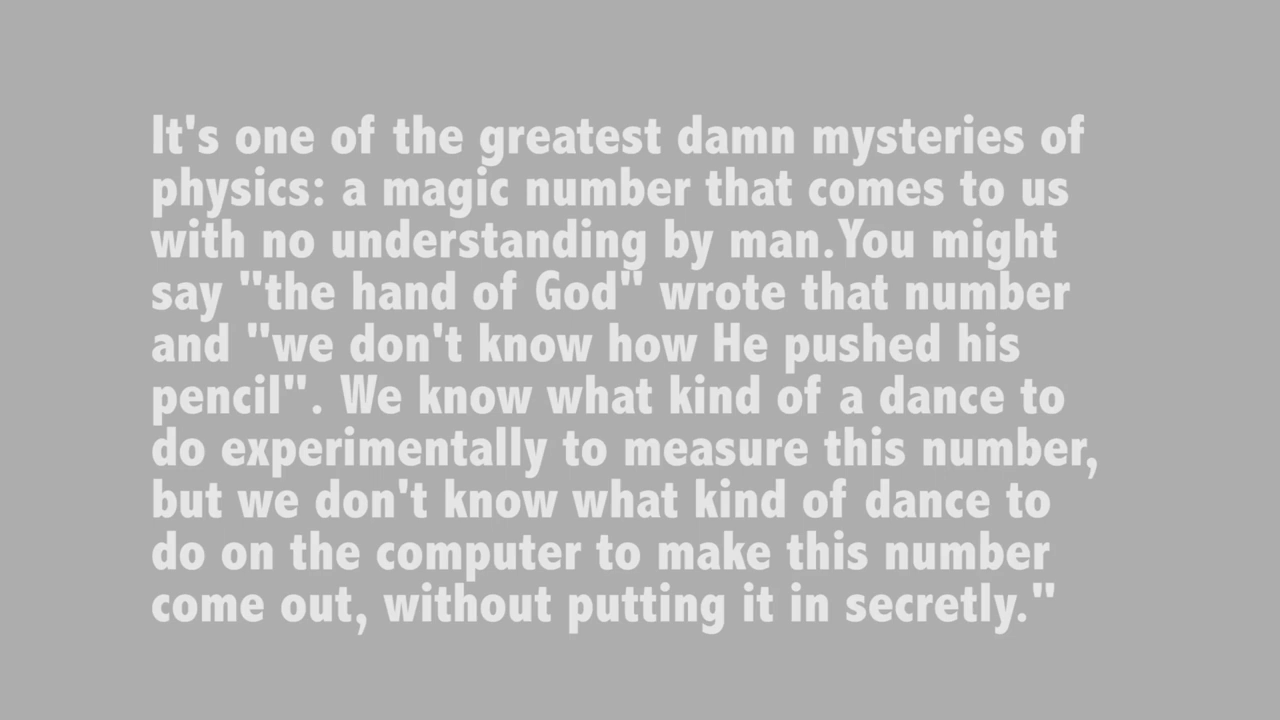 It's one of the greatest damn mysteries of
physics: a magic number that comes to us
with no understanding by man.You might
say "the hand of God" wrote that number
and "we don't know how He pushed his
pencil". We know what kind of a dance to
do experimentally to measure this number,
but we don't know what kind of dance to
do on the computer to make this number
come out, without putting it in secretly."